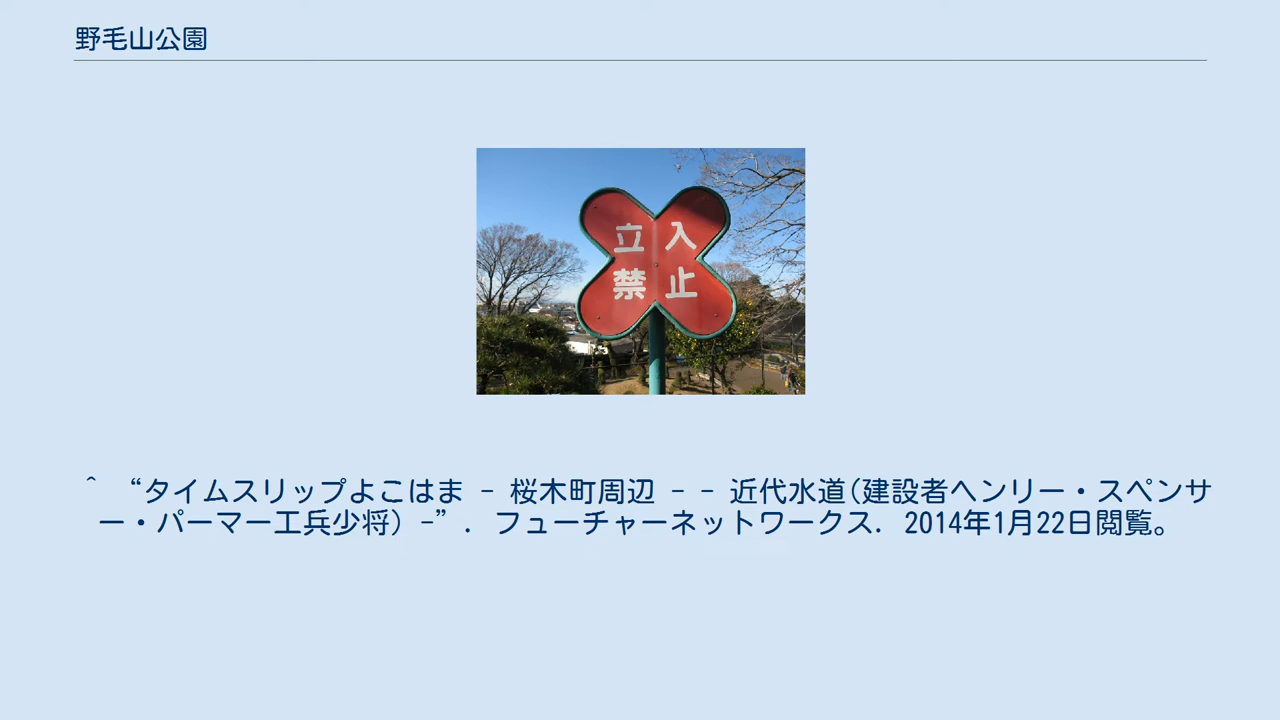 野毛山公園
立入
禁止
^ “タイムスリップよこはま - 桜木町周辺 - - 近代水道(建設者ヘンリー・スペンサ
ー・パーマー工兵少将) -”. フューチャーネットワークス. 2014年1月22日閲覧。